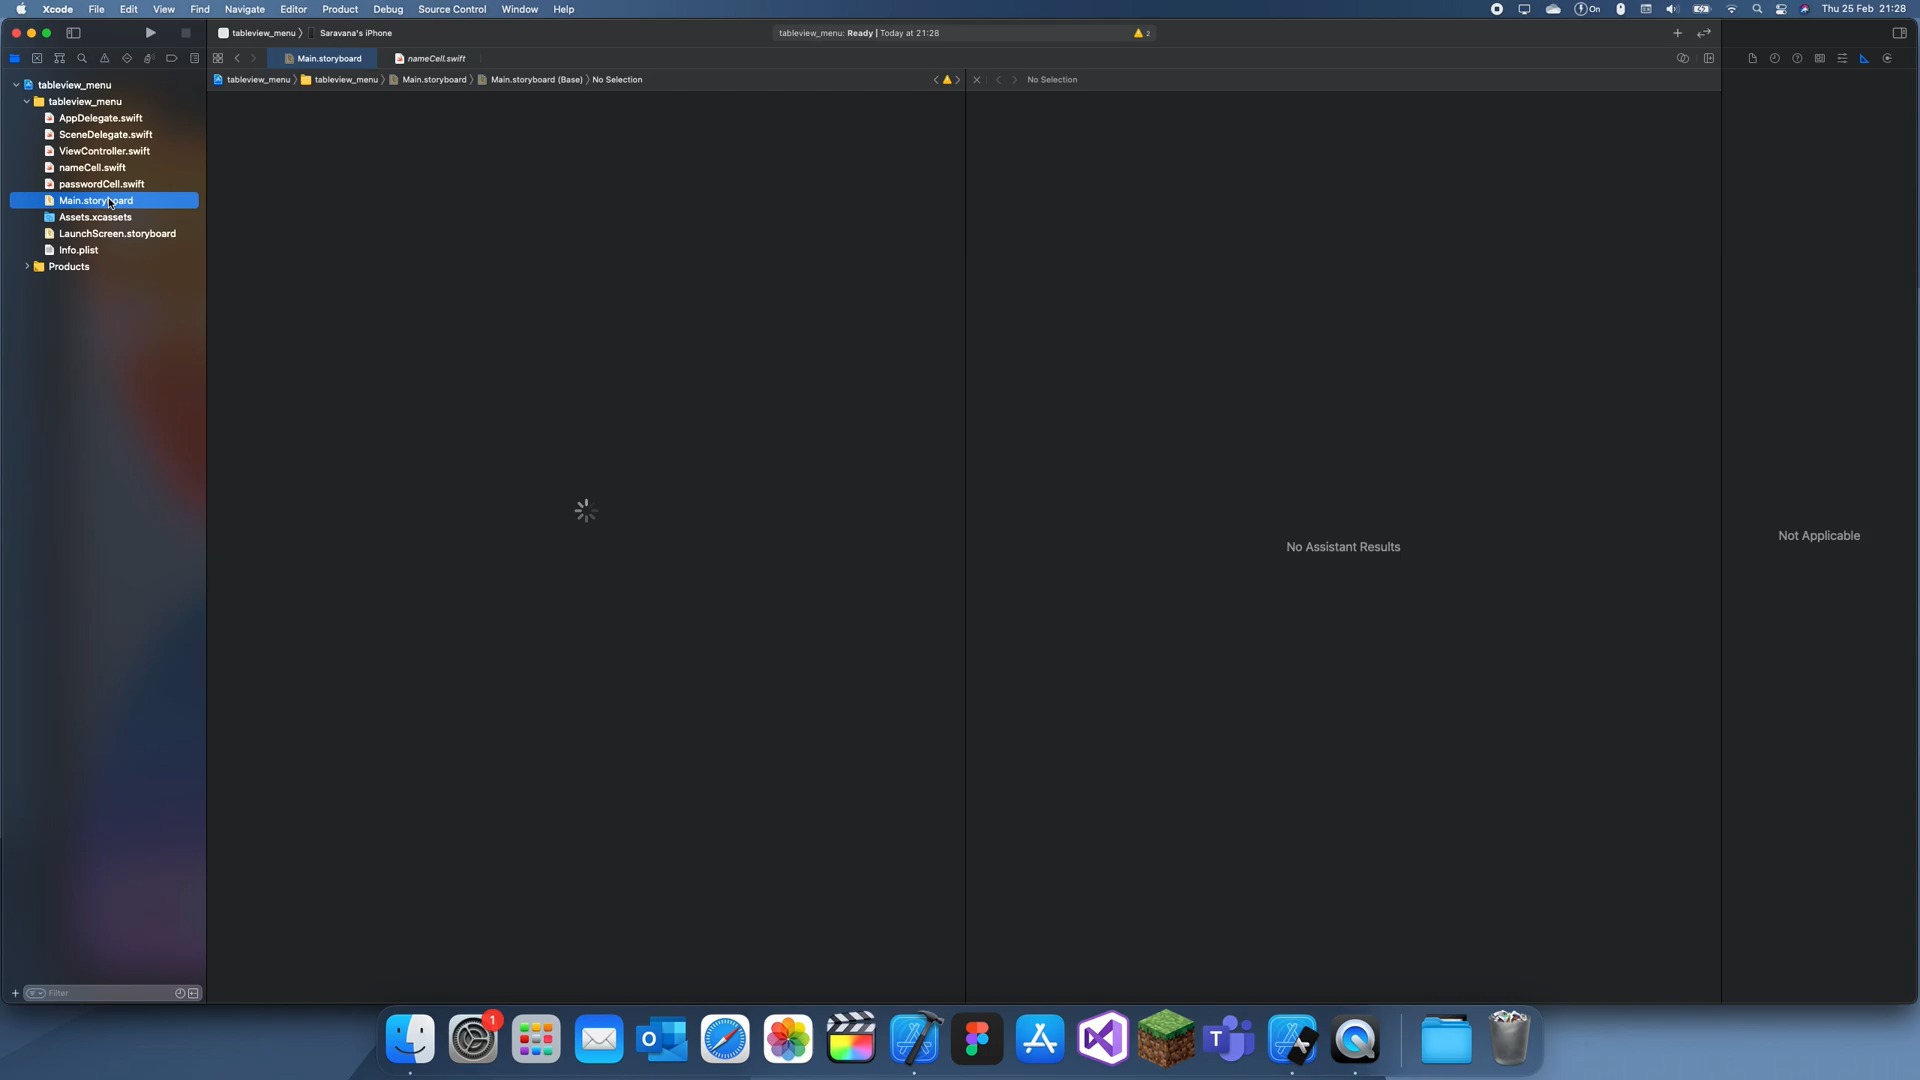 Xcode File Edit View Find Navigate Editor Product Debug Source Control Window Help On Thu 25 Feb 21:28
tableview_menu Saravana's iPhone tableview_menu: Ready | Today at 21:28 2
Main.storyboard nameCell.swift
tableview_menu tableview_menu Main.storyboard Main.storyboard (Base) No Selection No Selection
tableview_menu
tableview_menu
AppDelegate.swift
SceneDelegate.swift
ViewController.swift
nameCell.swift
passwordCell.swift
Main.storyboard
Assets.xcassets
LaunchScreen.storyboard
Info.plist
Products
Not Applicable
No Assistant Results
Filter
1